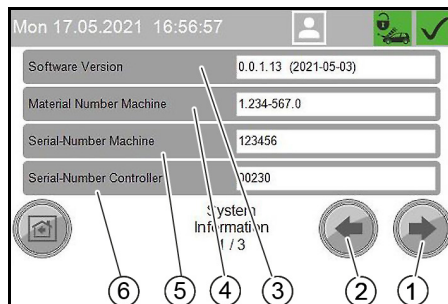 Mon 17.05.2021 16:56:57
Software Version 0.0.1.13 (2021-05-03)
Material Number Machine 1.234-567.0
Serial-Number Machine 123456
Serial-Number Controller 00230
System
Information
1 / 3
6 5 4 3 2 1